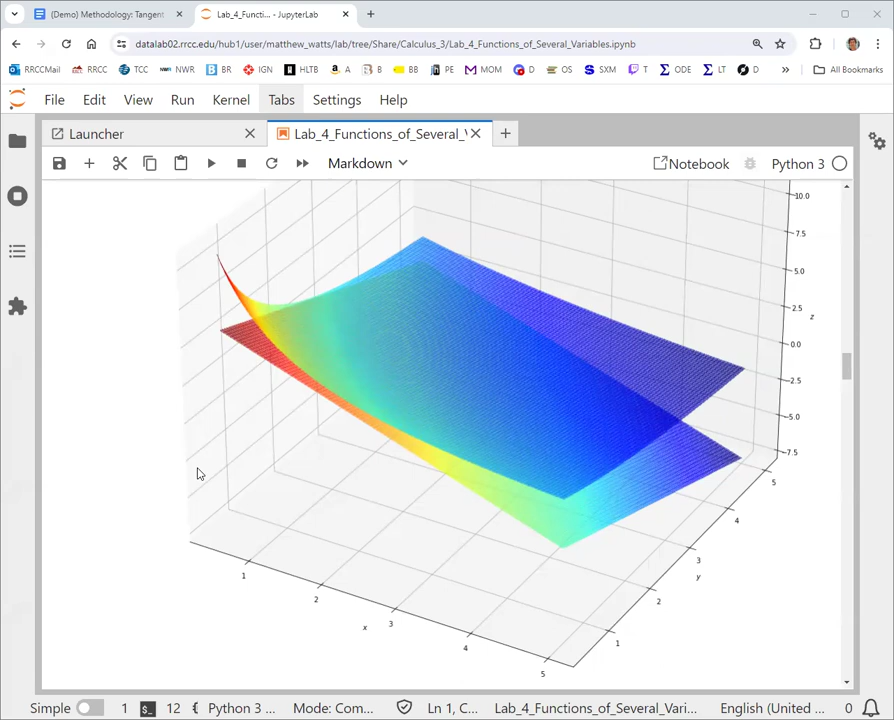 (Demo) Methodology: Tangent
Lab_4_Functi... - JupyterLab
datalab02.rrcc.edu/hub1/user/matthew_watts/lab/tree/Share/Calculus_3/Lab_4_Functions_of_Several_Variables.ipynb
RRCCMail RRCC TCC NWR BR IGN HLTB A B BB PE MOM D OS SXM T ODE LT D » All Bookmarks
File Edit View Run Kernel Tabs Settings Help
Launcher
Lab_4_Functions_of_Several_
Markdown
Notebook
Python 3
10.0
7.5
5.0
2.5
z
0.0
-2.5
-5.0
-7.5
5
4
3
y
2
1
1
2
3
x
4
5
Simple 1 12 Python 3 ... Mode: Com... Ln 1, C... Lab_4_Functions_of_Several_Vari... English (United ... 0